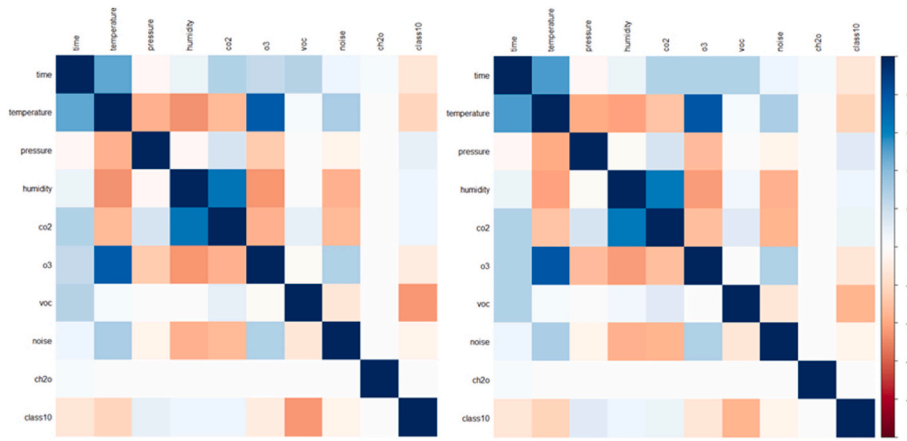 time temperature pressure humidity co2 o3 voc noise ch2o class10
time
temperature
pressure
humidity
co2
o3
voc
noise
ch2o
class10
time temperature pressure humidity co2 o3 voc noise ch2o class10
time
temperature
pressure
humidity
co2
o3
voc
noise
ch2o
class10